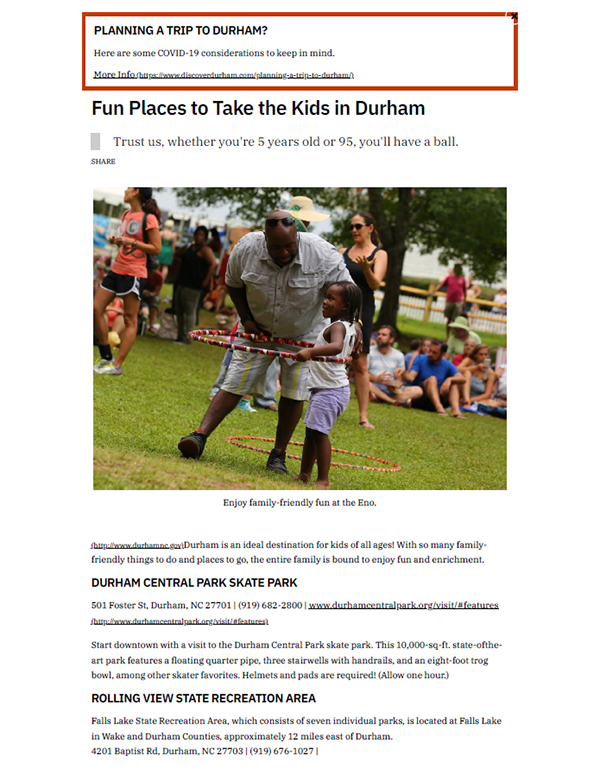 PLANNING A TRIP TO DURHAM?
Here are some COVID-19 considerations to keep in mind.
More Info (https://www.discoverdurham.com/planning-a-trip-to-durham/)
Fun Places to Take the Kids in Durham
Trust us, whether you're 5 years old or 95, you'll have a ball.
SHARE
Enjoy family-friendly fun at the Eno.
(http://www.durhamnc.gov)Durham is an ideal destination for kids of all ages! With so many family-
friendly things to do and places to go, the entire family is bound to enjoy fun and enrichment.
DURHAM CENTRAL PARK SKATE PARK
501 Foster St, Durham, NC 27701 | (919) 682-2800 | www.durhamcentralpark.org/visit/#features
(http://www.durhamcentralpark.org/visit/#features)
Start downtown with a visit to the Durham Central Park skate park. This 10,000-sq-ft. state-ofthe-
art park features a floating quarter pipe, three stairwells with handrails, and an eight-foot trog
bowl, among other skater favorites. Helmets and pads are required! (Allow one hour.)
ROLLING VIEW STATE RECREATION AREA
Falls Lake State Recreation Area, which consists of seven individual parks, is located at Falls Lake
in Wake and Durham Counties, approximately 12 miles east of Durham.
4201 Baptist Rd, Durham, NC 27703 | (919) 676-1027 |